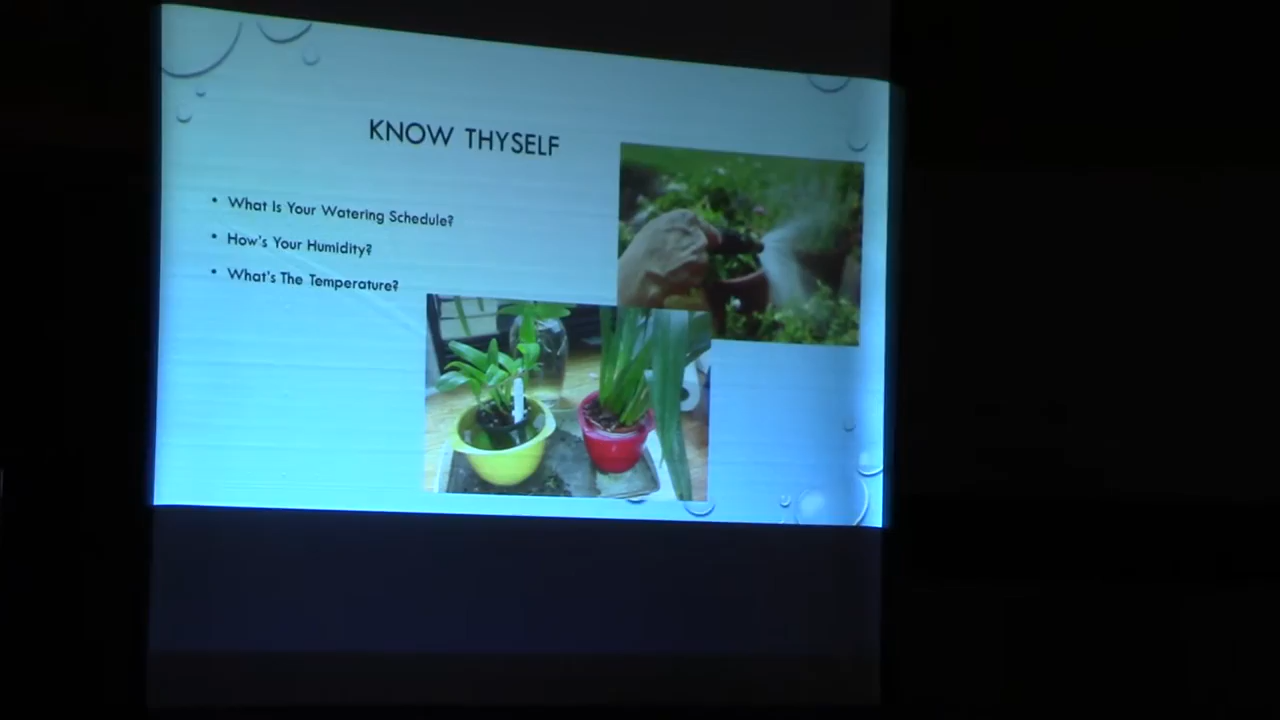 KNOW THYSELF
• What Is Your Watering Schedule?
• How's Your Humidity?
• What's The Temperature?